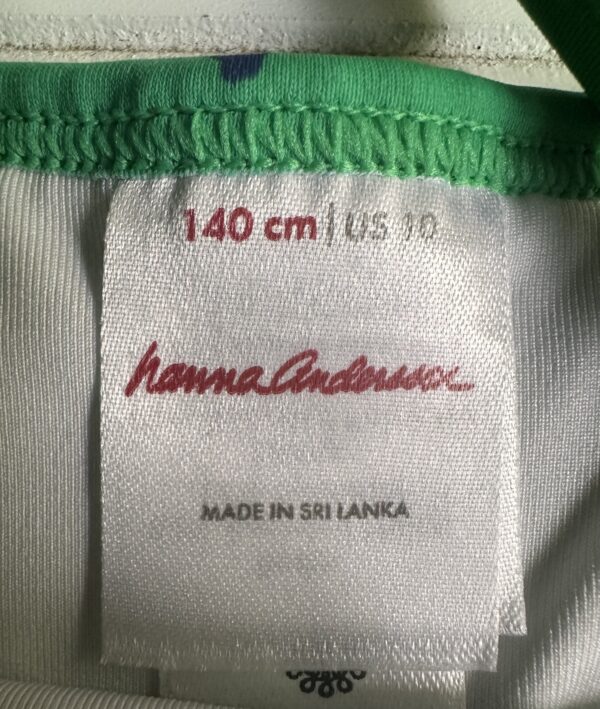 140 cm | US 10
hanna andersson
MADE IN SRI LANKA